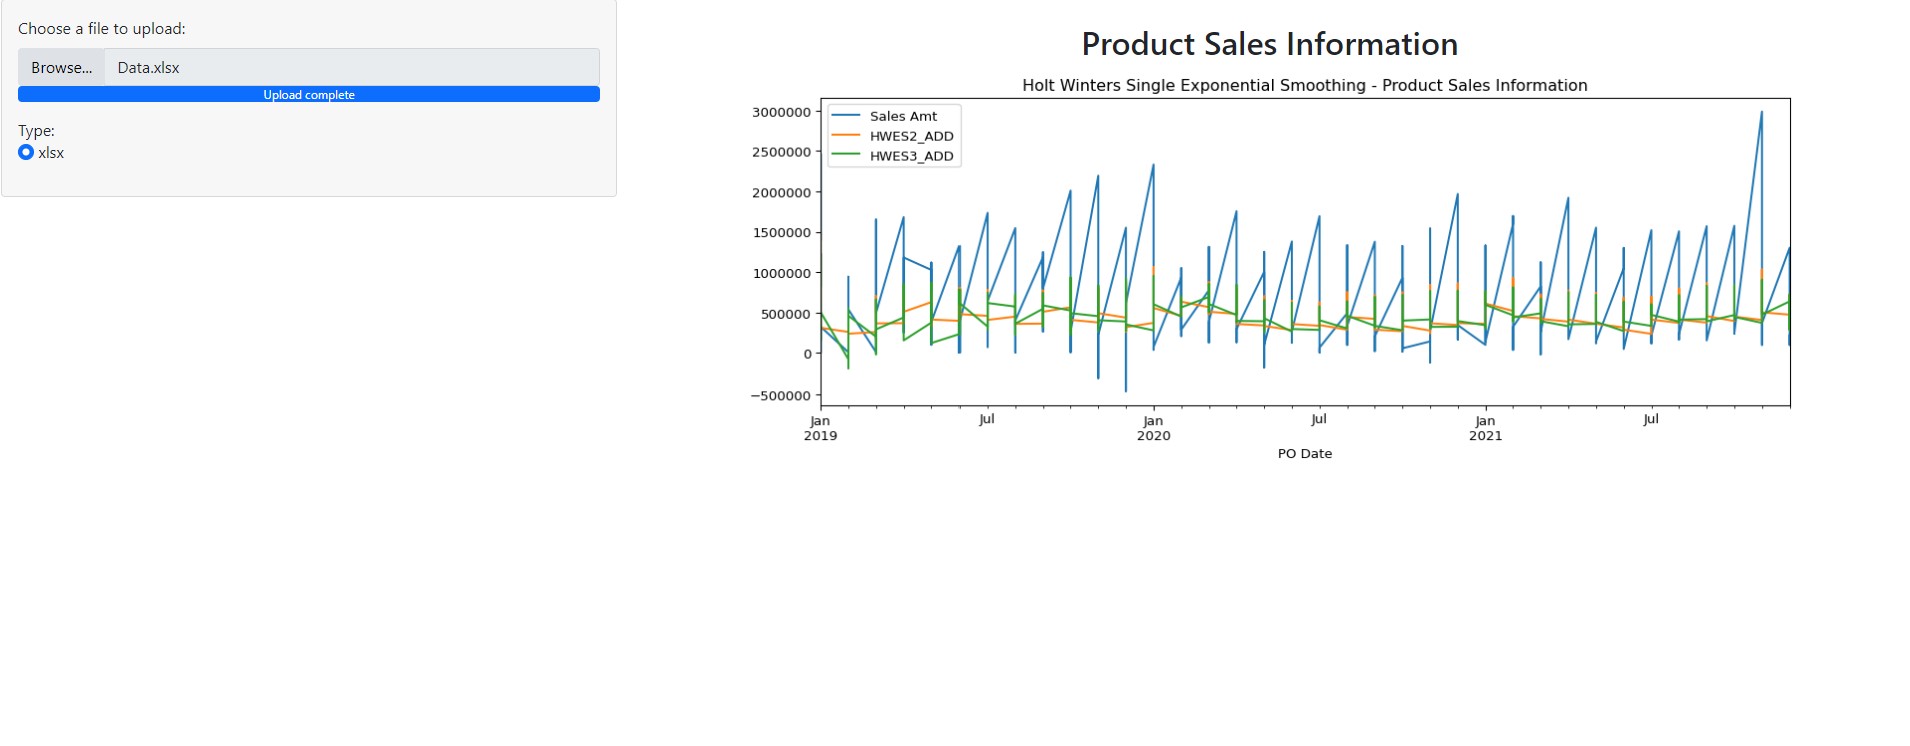 Choose a file to upload:
Browse... Data.xlsx
Upload complete
Type:
xlsx
Product Sales Information
Holt Winters Single Exponential Smoothing - Product Sales Information
Sales Amt
HWES2_ADD
HWES3_ADD
3000000
2500000
2000000
1500000
1000000
500000
0
−500000
Jan Jul Jan Jul Jan Jul
2019 2020 2021
PO Date